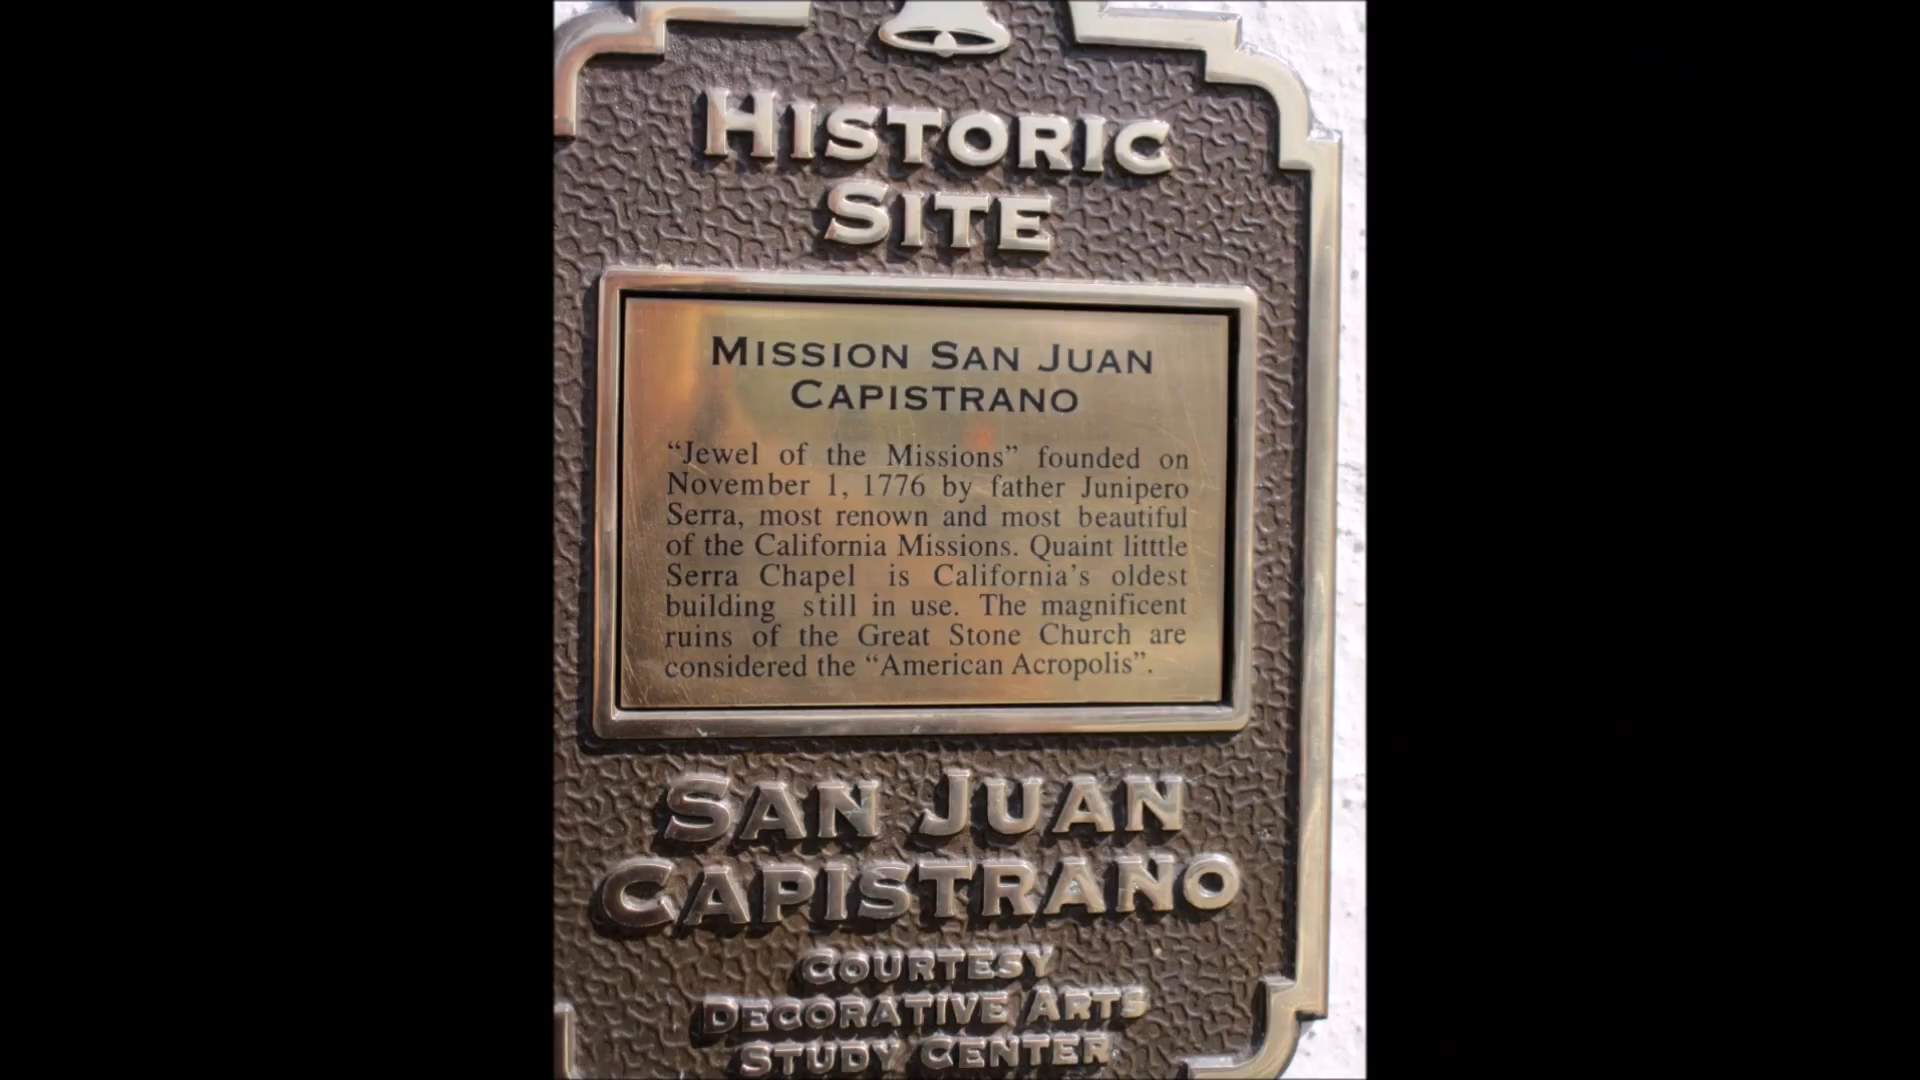 HISTORIC
SITE
MISSION SAN JUAN
CAPISTRANO
“Jewel of the Missions” founded on
November 1, 1776 by father Junipero
Serra, most renown and most beautiful
of the California Missions. Quaint litttle
Serra Chapel is California’s oldest
building still in use. The magnificent
ruins of the Great Stone Church are
considered the “American Acropolis”.
SAN JUAN
CAPISTRANO
COURTESY
DECORATIVE ARTS
STUDY CENTER